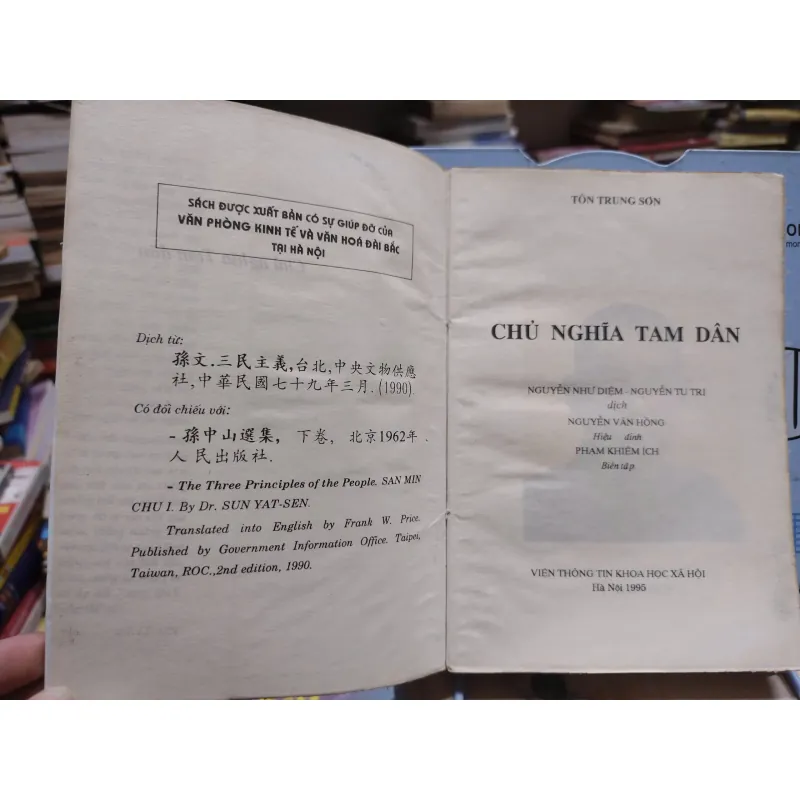 SÁCH ĐƯỢC XUẤT BẢN CÓ SỰ GIÚP ĐỠ CỦA
VĂN PHÒNG KINH TẾ VÀ VĂN HOÁ ĐÀI BẮC
TẠI HÀ NỘI
Dịch từ:
孫文.三民主義,台北,中央文物供應
社,中華民國七十九年三月.(1990).
Có đối chiếu với:
- 孫中山選集, 下卷, 北京1962年.
人民出版社.
- The Three Principles of the People. SAN MIN
CHU I. By Dr. SUN YAT-SEN.
Translated into English by Frank W. Price.
Published by Government Information Office. Taipei,
Taiwan, ROC.,2nd edition, 1990.
TÔN TRUNG SƠN
CHỦ NGHĨA TAM DÂN
NGUYỄN NHƯ DIỆM - NGUYỄN TU TRI
dịch
NGUYỄN VĂN HỒNG
Hiệu đính
PHẠM KHIÊM ÍCH
Biên tập
VIỆN THÔNG TIN KHOA HỌC XÃ HỘI
Hà Nội 1995